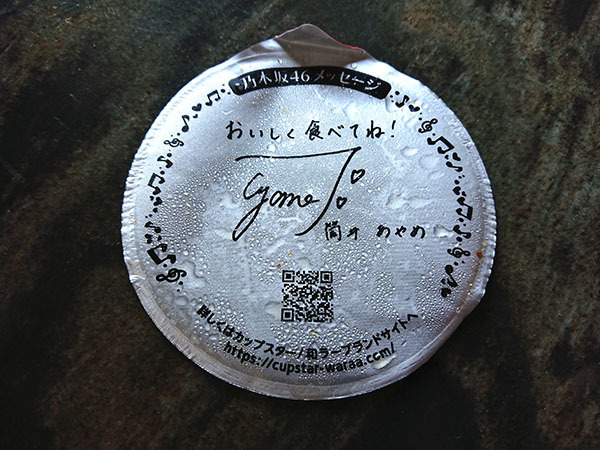 乃木坂46メッセージ
おいしく食べてね!
筒井 あやめ
詳しくはカップスター/和ラーブランドサイトへ
https://cupstar-waraa.com/